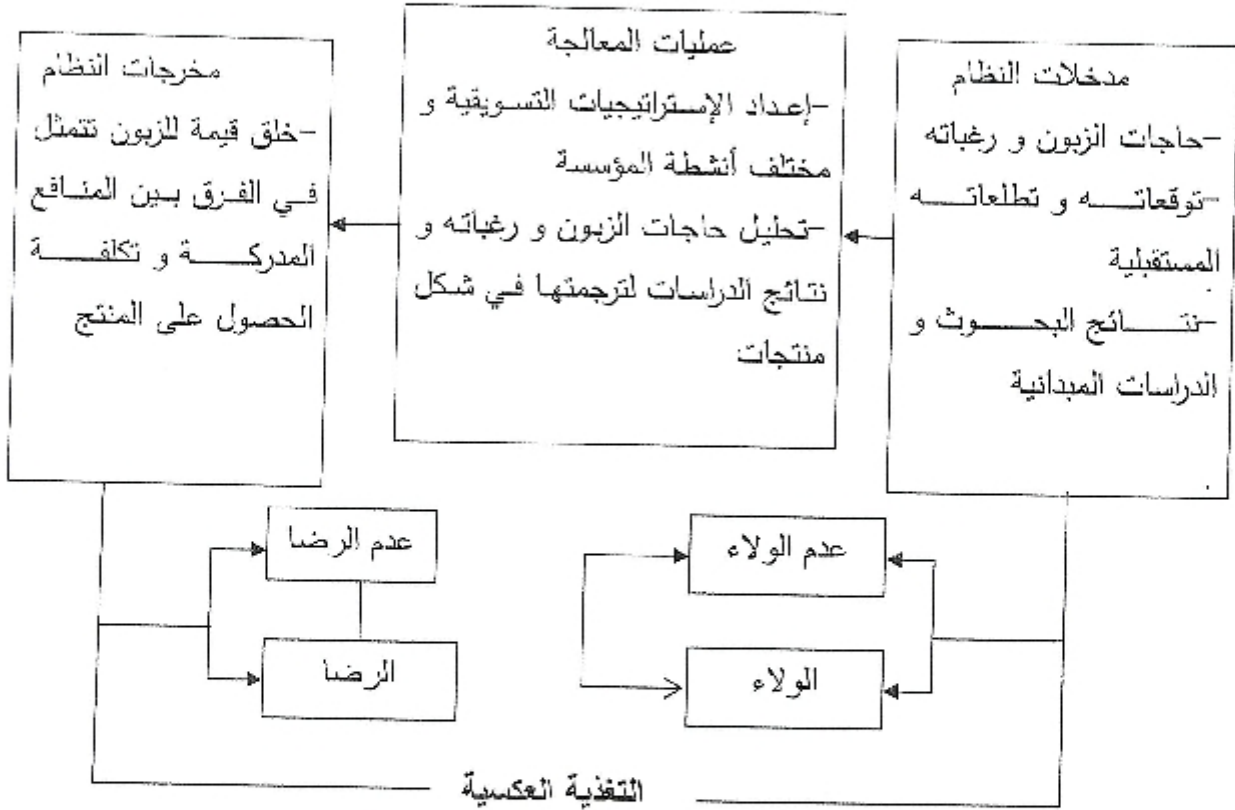 مدخلات النظام
-حاجات الزبون و رغباته
-توقعاتـه و تطلعاتـه
المستقبلية
-نتائج البحوث و
الدراسات الميدانية
عمليات المعالجة
-إعداد الإستراتيجيات التسويقية و
مختلف أنشطة المؤسسة
-تحليل حاجات الزبون و رغباته و
نتائج الدراسات لترجمتها في شكل
منتجات
مخرجات النظام
-خلق قيمة للزبون تتمثل
في الفرق بين المنافع
المدركة و تكلفة
الحصول على المنتج
عدم الولاء
الولاء
عدم الرضا
الرضا
التغذية العكسية